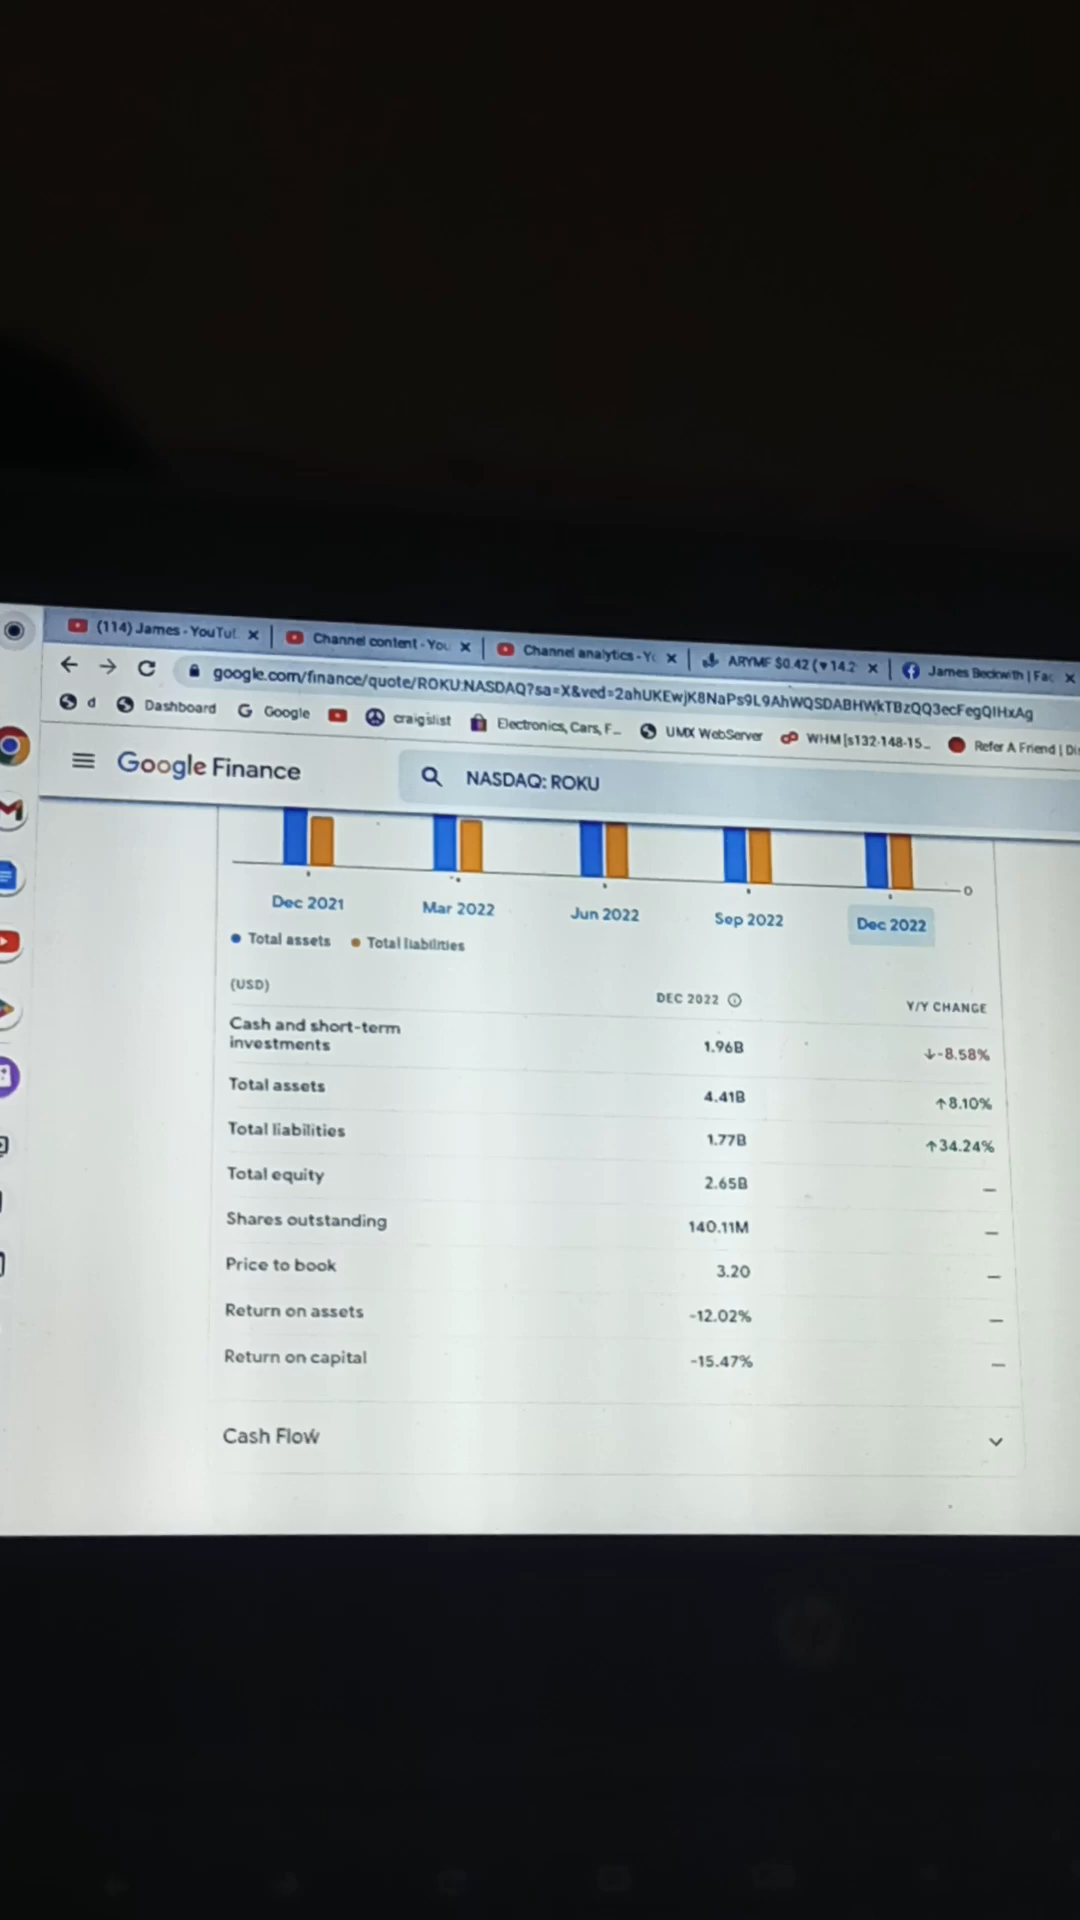 (114) James - YouTu
Channel content - You
Channel analytics - Yo
ARYMF $0.42 (▼14.2
James Beckwith | Fac
google.com/finance/quote/ROKU:NASDAQ?sa=X&ved=2ahUKEwjK8NaPs9L9AhWQSDABHWkTBzQQ3ecFegQIHxAg
d Dashboard Google craigslist Electronics, Cars, F... UMX WebServer WHM [s132-148-15... Refer A Friend | Di
Google Finance
NASDAQ: ROKU
0
Dec 2021 Mar 2022 Jun 2022 Sep 2022 Dec 2022
Total assets Total liabilities
(USD) DEC 2022 Y/Y CHANGE
Cash and short-term
investments 1.96B ↓-8.58%
Total assets 4.41B ↑8.10%
Total liabilities 1.77B ↑34.24%
Total equity 2.65B —
Shares outstanding 140.11M —
Price to book 3.20 —
Return on assets -12.02% —
Return on capital -15.47% —
Cash Flow